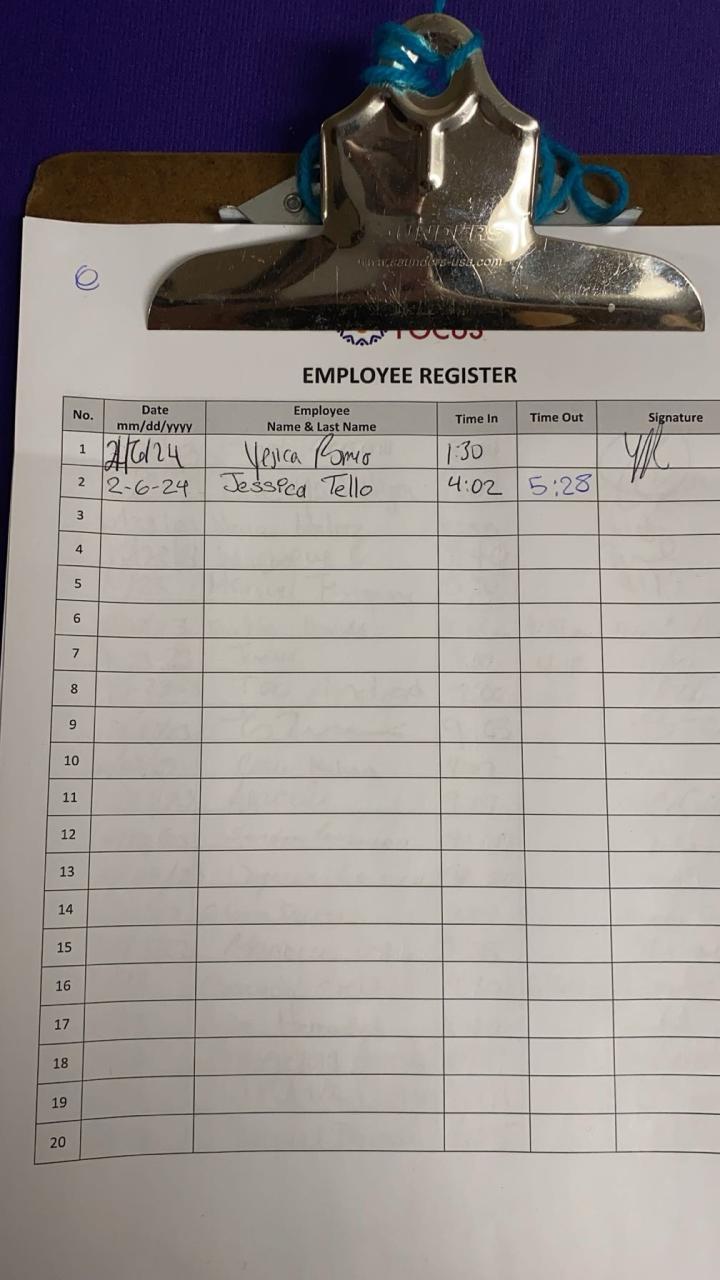 SAUNDERS
www.saunders-usa.com
FOCUS
EMPLOYEE REGISTER
No. Date mm/dd/yyyy Employee Name & Last Name Time In Time Out Signature
1 2/6/24 Yejica 1:30 YR
2 2-6-24 Jessica Tello 4:02 5:28
3
4
5
6
7
8
9
10
11
12
13
14
15
16
17
18
19
20